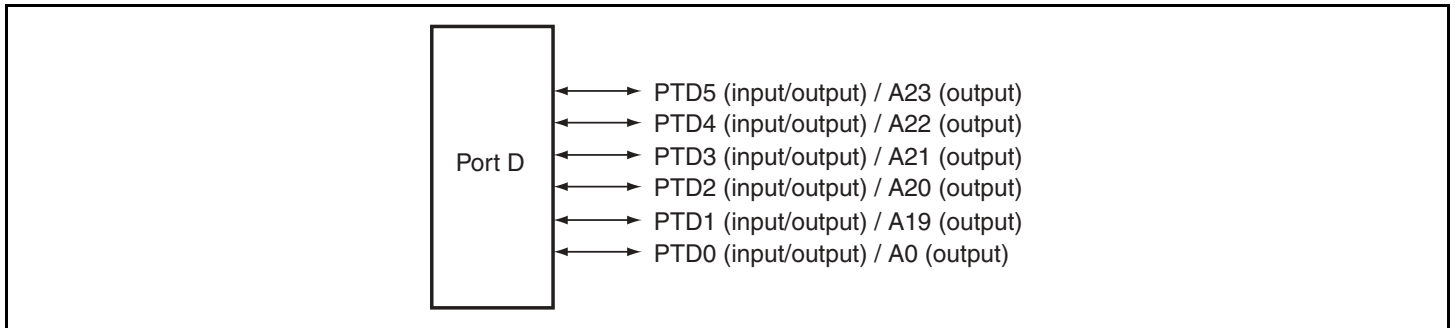 Port D
PTD5 (input/output) / A23 (output)
PTD4 (input/output) / A22 (output)
PTD3 (input/output) / A21 (output)
PTD2 (input/output) / A20 (output)
PTD1 (input/output) / A19 (output)
PTD0 (input/output) / A0 (output)